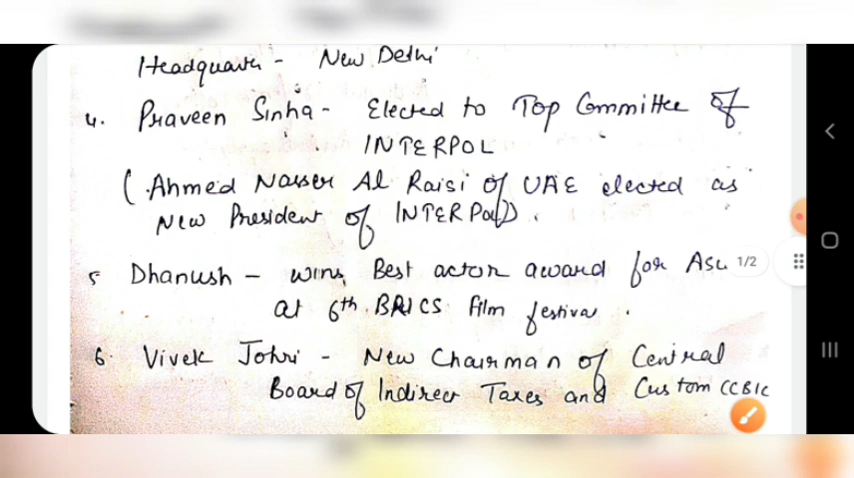 Headquater - New Delhi
4. Praveen Sinha - Elected to Top Committee of
INTERPOL
( Ahmed Nasser Al Raisi of UAE elected as
New President of INTERPol).
5 Dhanush - wins Best actor award for Asu 1/2
at 6th BRICS film festival .
6. Vivek Johri - New Chairman of Central
Board of Indirect Taxes and Custom CCBIC